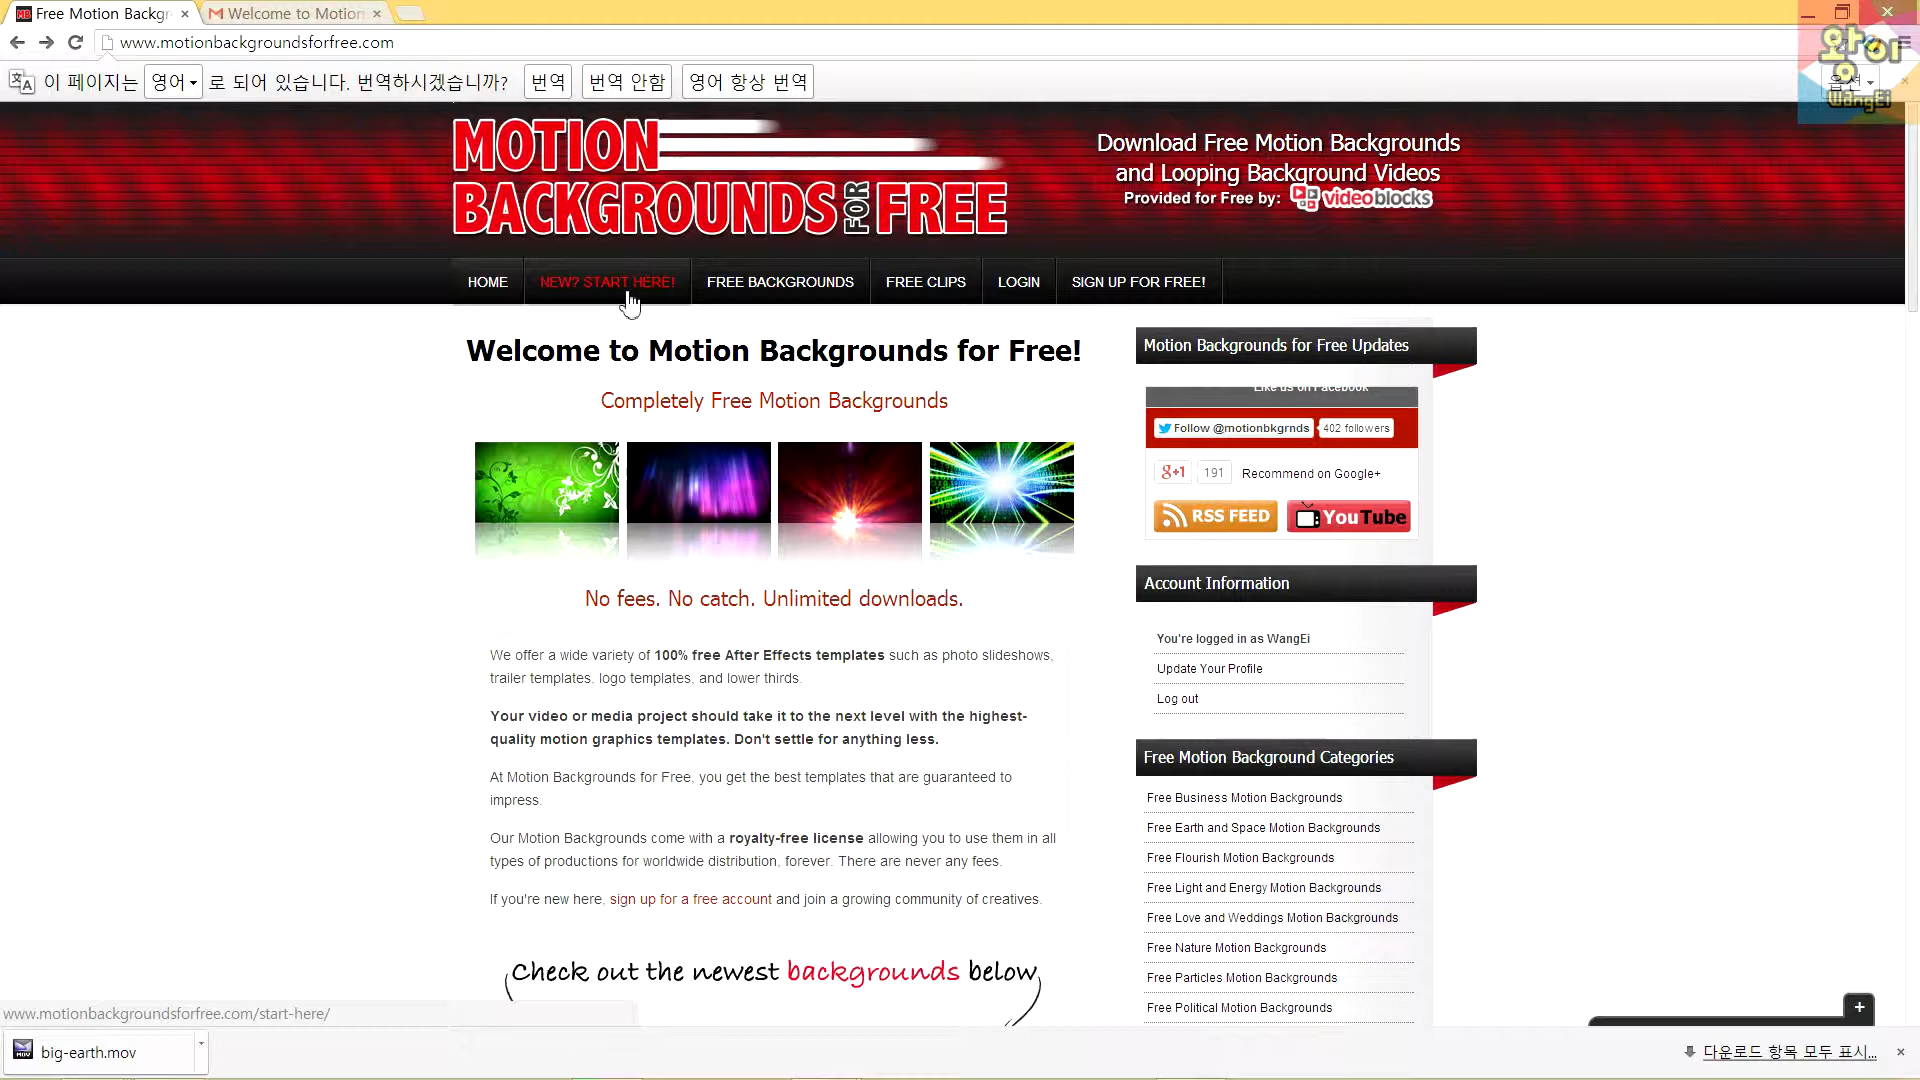 Free Motion Backgr
Welcome to Motion
www.motionbackgroundsforfree.com
이 페이지는 영어 로 되어 있습니다. 번역하시겠습니까? 번역 번역 안함 영어 항상 번역 옵션
왕이
WangEi
MOTION
BACKGROUNDS FOR FREE
Download Free Motion Backgrounds
and Looping Background Videos
Provided for Free by: videoblocks
HOME NEW? START HERE! FREE BACKGROUNDS FREE CLIPS LOGIN SIGN UP FOR FREE!
Welcome to Motion Backgrounds for Free!
Completely Free Motion Backgrounds
No fees. No catch. Unlimited downloads.
We offer a wide variety of 100% free After Effects templates such as photo slideshows,
trailer templates, logo templates, and lower thirds.
Your video or media project should take it to the next level with the highest-
quality motion graphics templates. Don't settle for anything less.
At Motion Backgrounds for Free, you get the best templates that are guaranteed to
impress.
Our Motion Backgrounds come with a royalty-free license allowing you to use them in all
types of productions for worldwide distribution, forever. There are never any fees.
If you're new here, sign up for a free account and join a growing community of creatives.
Check out the newest backgrounds below
Motion Backgrounds for Free Updates
Like us on Facebook
Follow @motionbkgrnds 402 followers
g+1 191 Recommend on Google+
RSS FEED YouTube
Account Information
You're logged in as WangEi
Update Your Profile
Log out
Free Motion Background Categories
Free Business Motion Backgrounds
Free Earth and Space Motion Backgrounds
Free Flourish Motion Backgrounds
Free Light and Energy Motion Backgrounds
Free Love and Weddings Motion Backgrounds
Free Nature Motion Backgrounds
Free Particles Motion Backgrounds
Free Political Motion Backgrounds
www.motionbackgroundsforfree.com/start-here/
big-earth.mov
다운로드 항목 모두 표시...